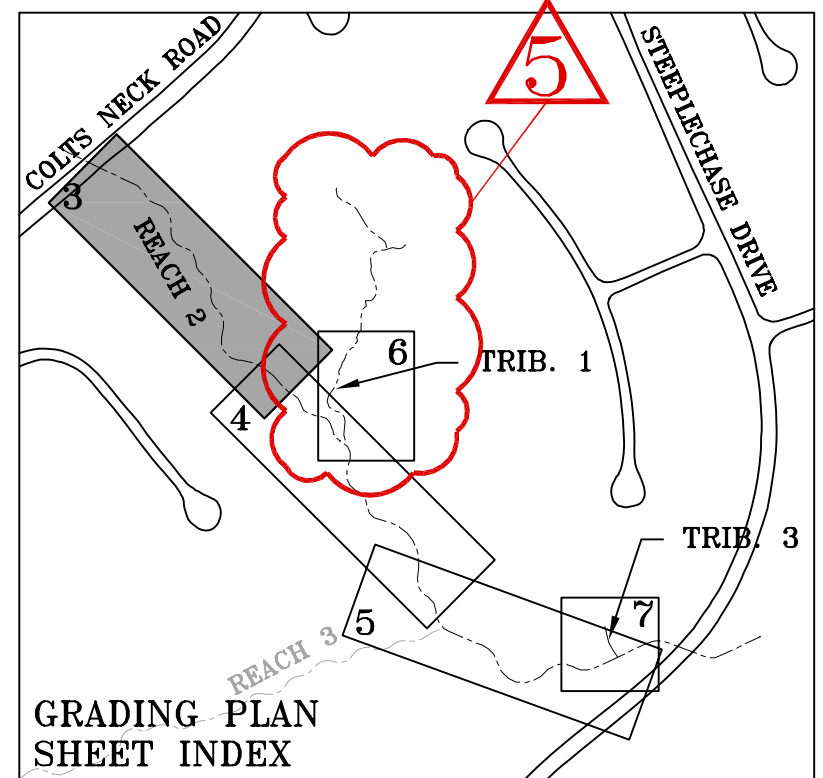 5
COLTS NECK ROAD
STEEPLECHASE DRIVE
3
REACH 2
6
TRIB. 1
4
TRIB. 3
7
5
REACH 3
GRADING PLAN
SHEET INDEX